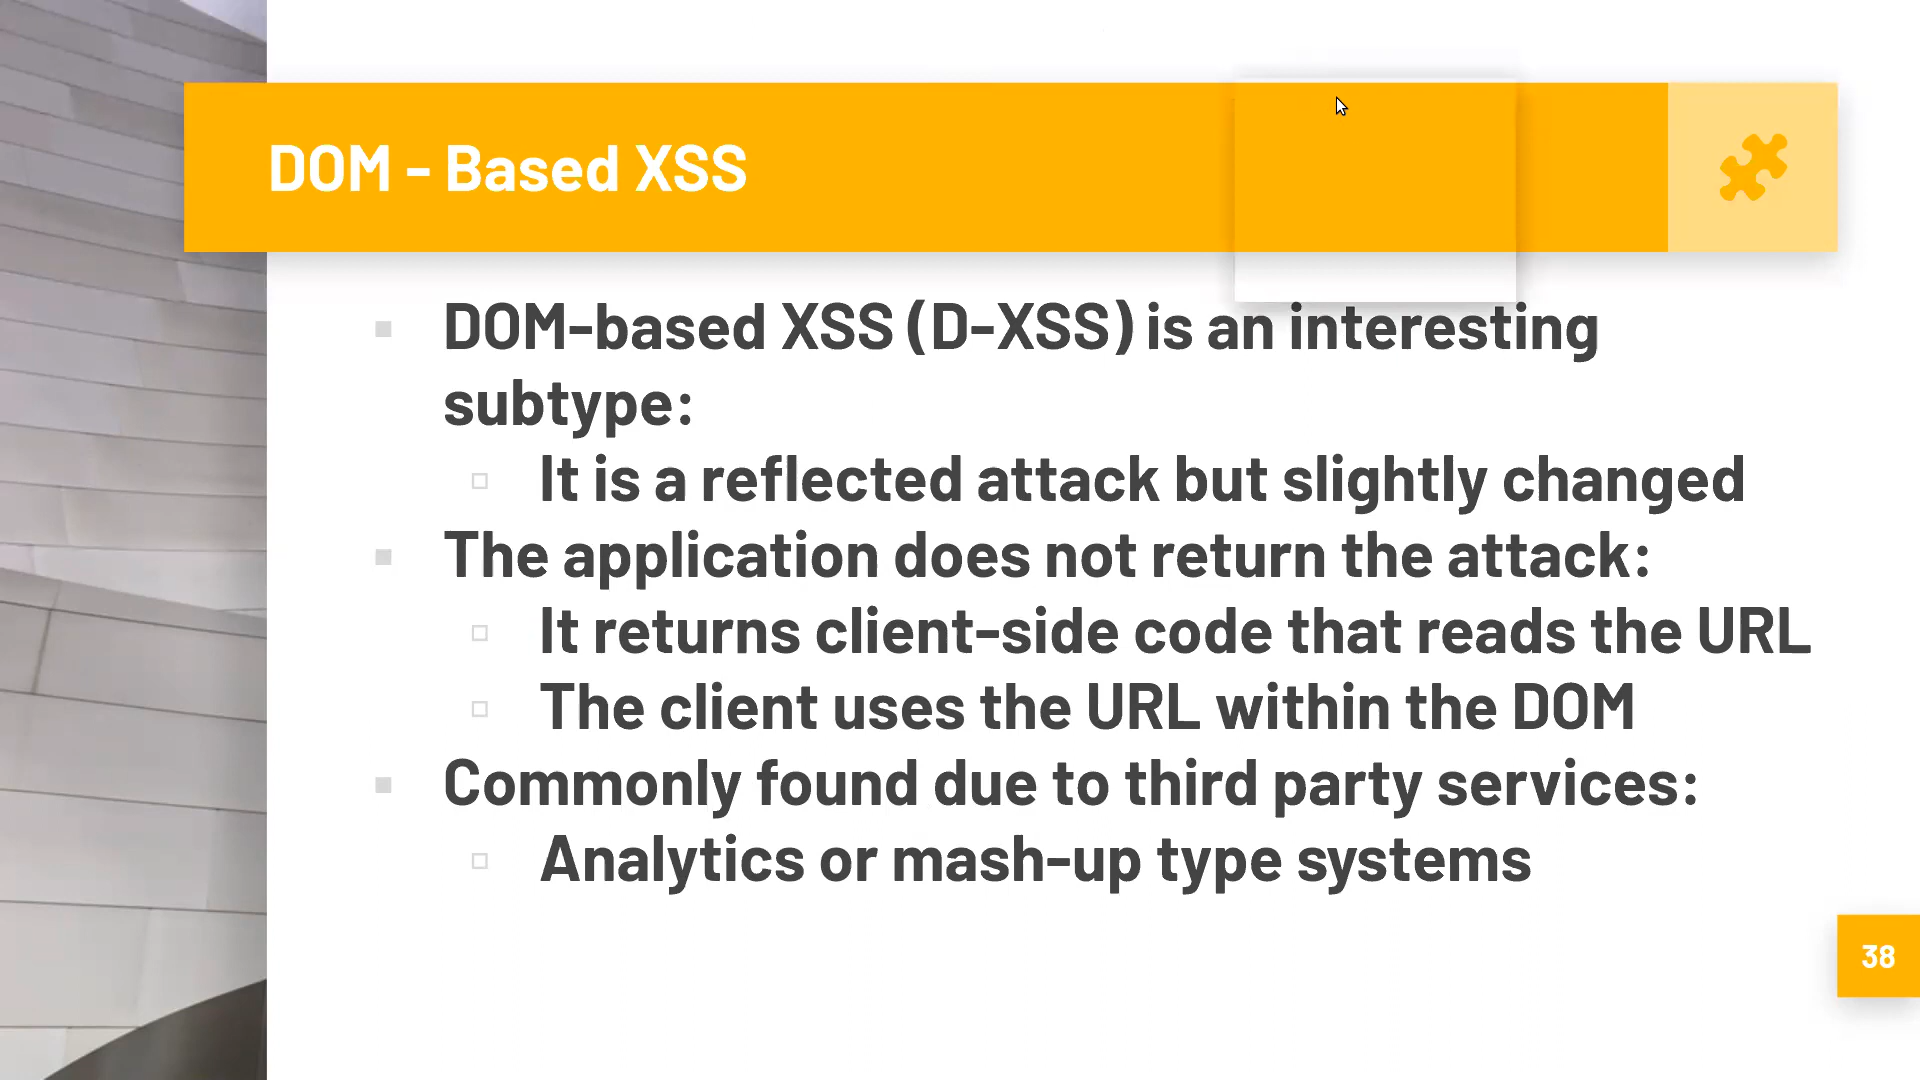 DOM - Based XSS
DOM-based XSS (D-XSS) is an interesting
subtype:
It is a reflected attack but slightly changed
The application does not return the attack:
It returns client-side code that reads the URL
The client uses the URL within the DOM
Commonly found due to third party services:
Analytics or mash-up type systems
38